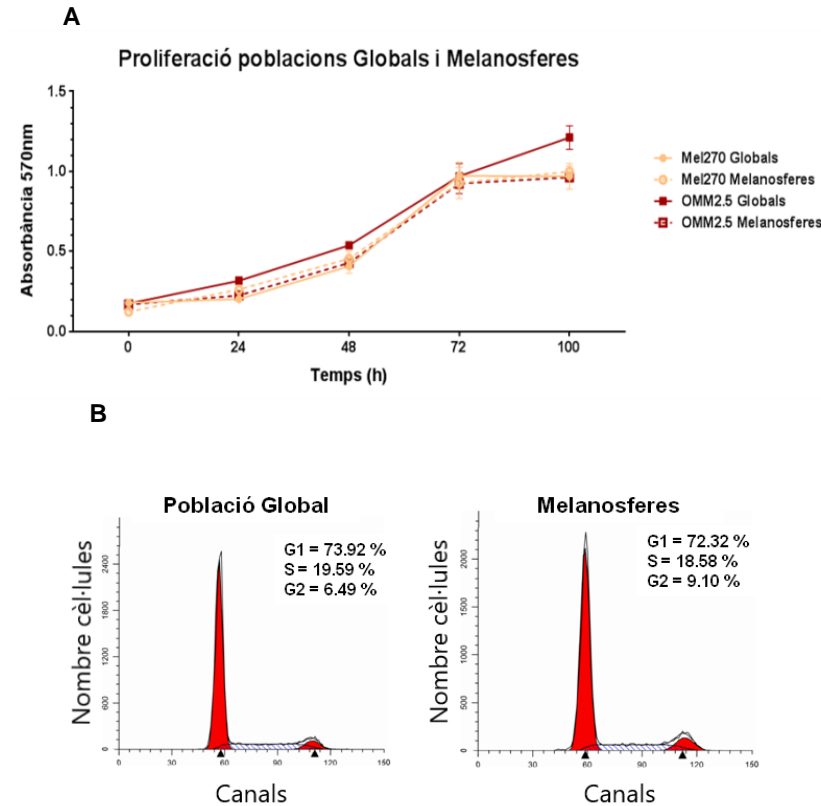 A
Proliferació poblacions Globals i Melanosferes
Absorbància 570nm
1.5
1.0
0.5
0.0
0
24
48
72
100
Temps (h)
Mel270 Globals
Mel270 Melanosferes
OMM2.5 Globals
OMM2.5 Melanosferes
B
Població Global
G1 = 73.92 %
S = 19.59 %
G2 = 6.49 %
Nombre cèl·lules
2400
1800
1200
600
0
0
30
60
90
120
150
Canals
Melanosferes
G1 = 72.32 %
S = 18.58 %
G2 = 9.10 %
Nombre cèl·lules
2000
1500
1000
500
0
0
30
60
90
120
150
Canals